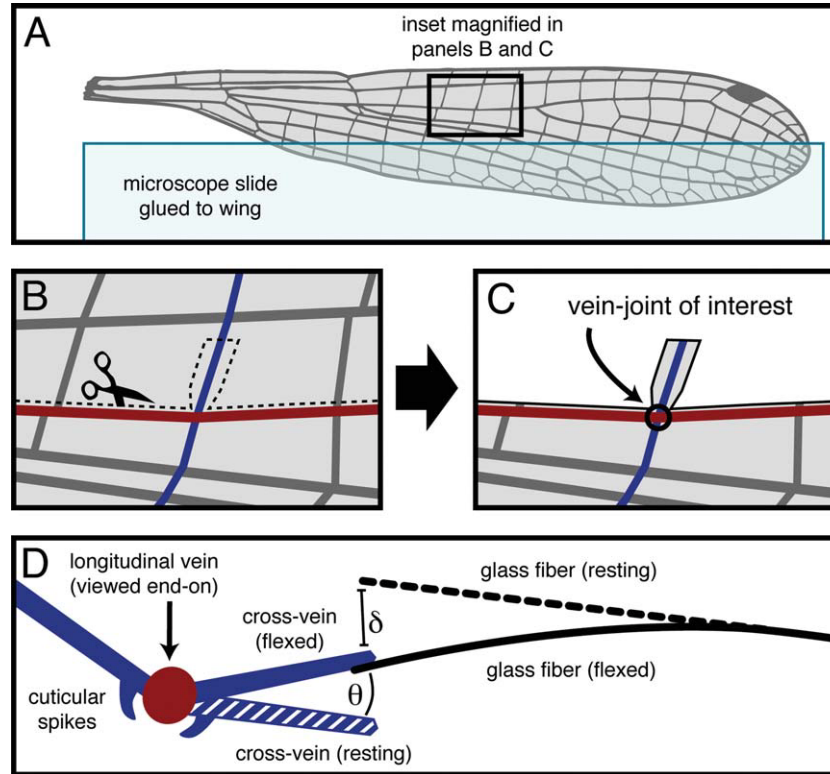 A
inset magnified in
panels B and C
microscope slide
glued to wing
B
C
vein-joint of interest
D
longitudinal vein
(viewed end-on)
cross-vein
(flexed)
glass fiber (resting)
δ
glass fiber (flexed)
θ
cuticular
spikes
cross-vein (resting)